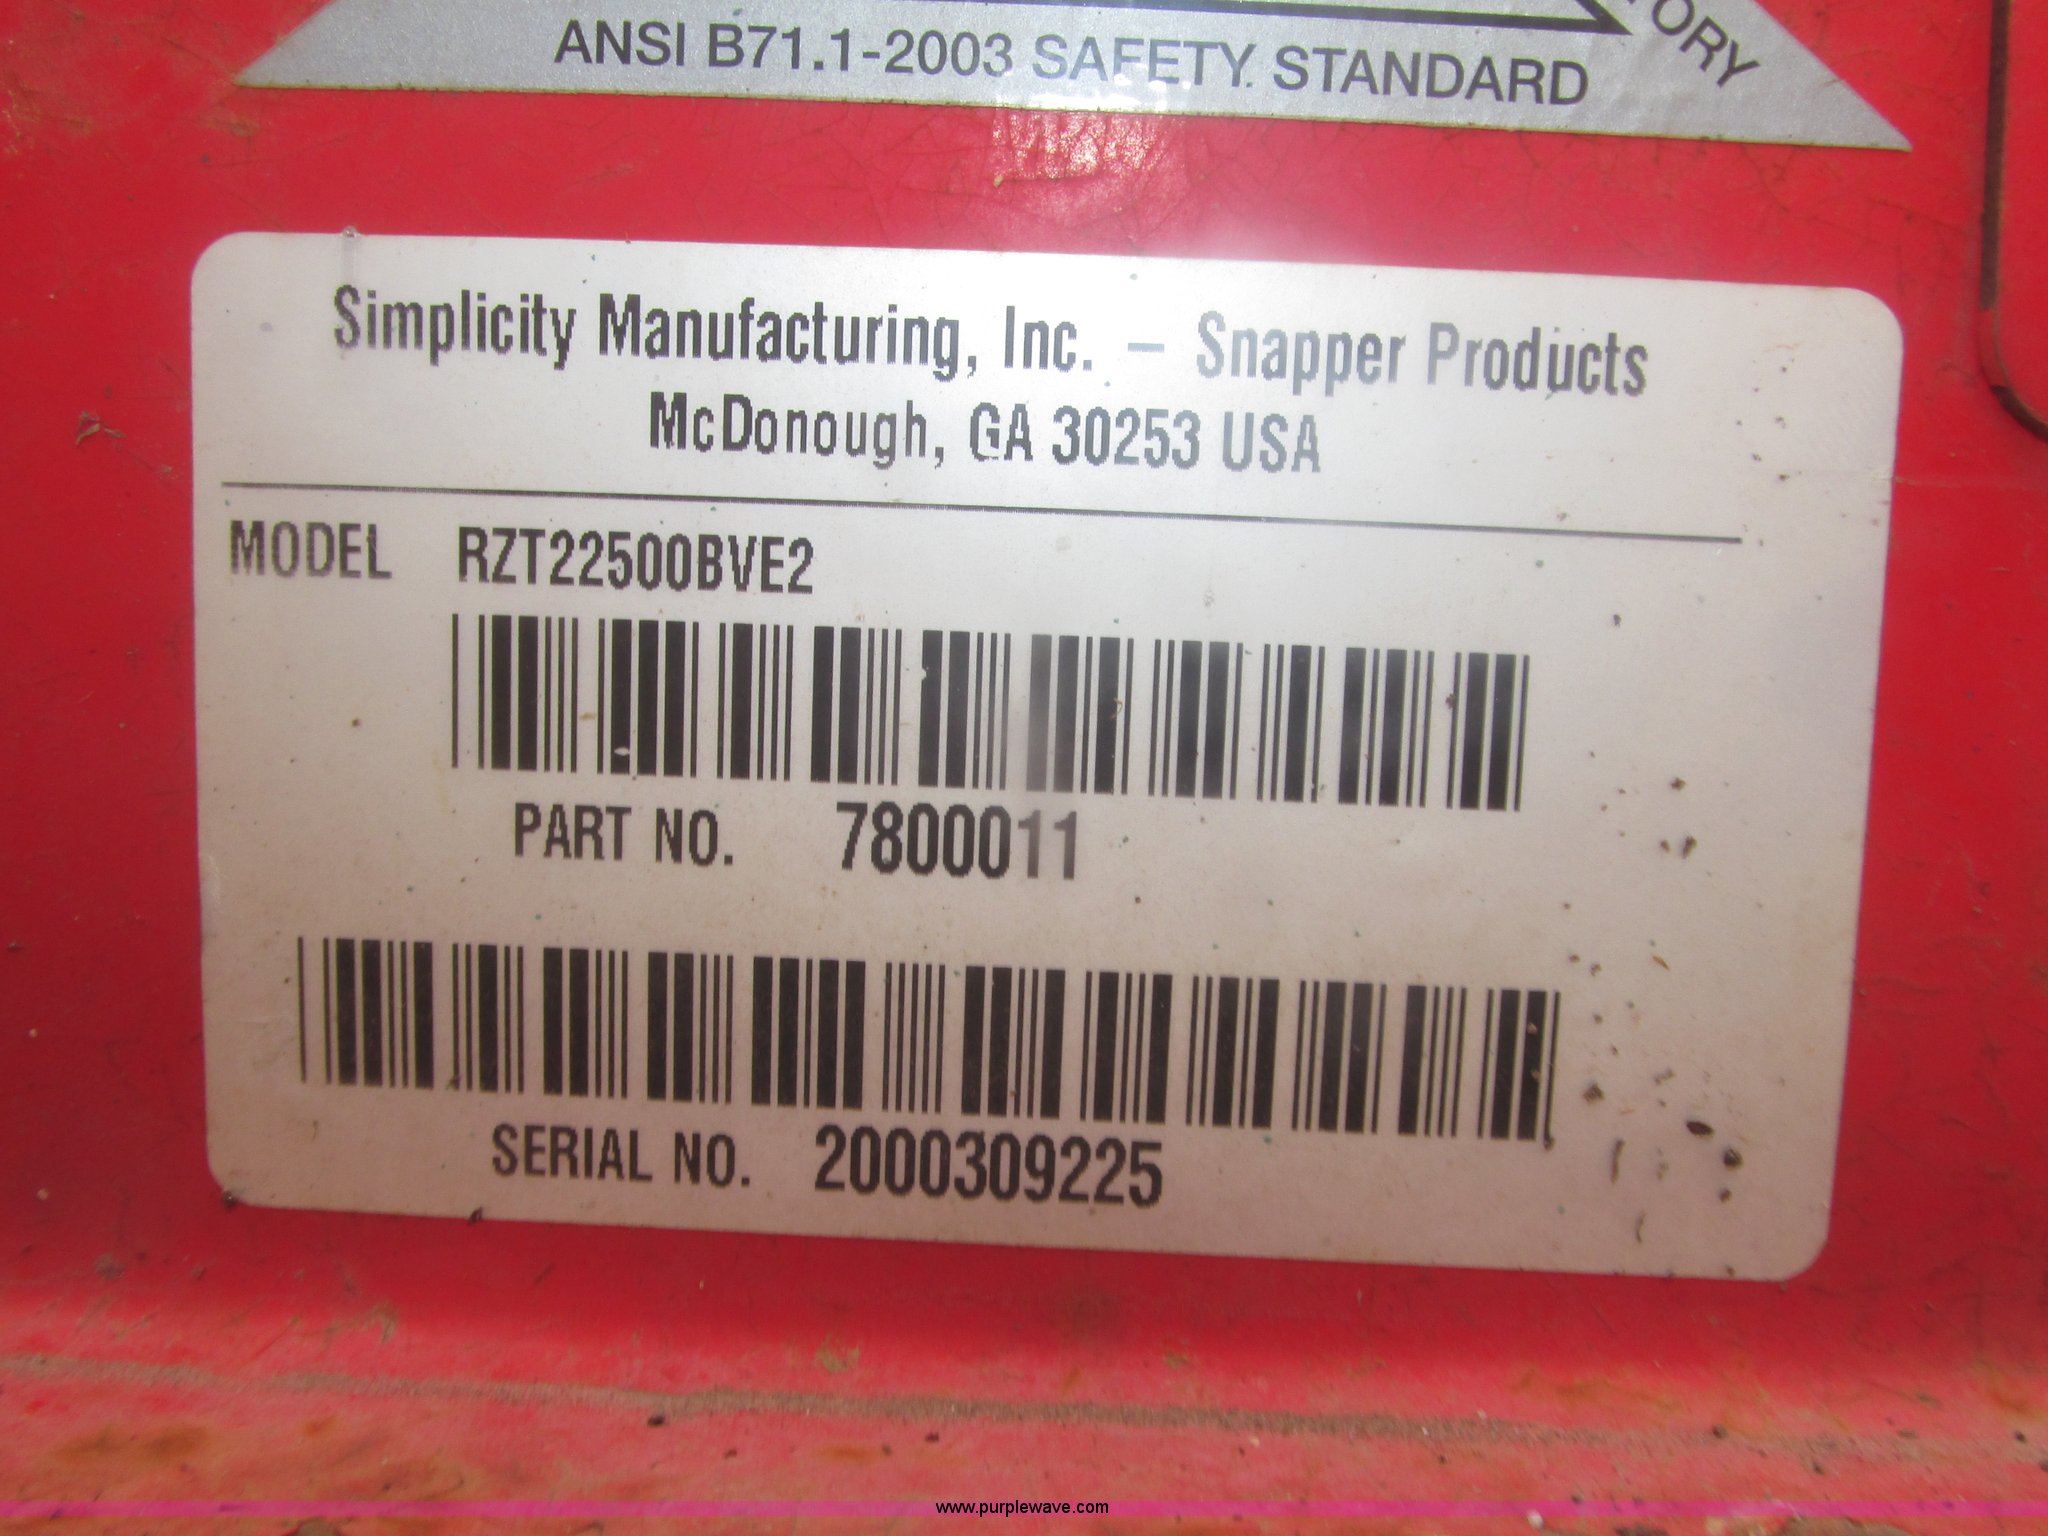 ORY
ANSI B71.1-2003 SAFETY STANDARD
Simplicity Manufacturing, Inc. – Snapper Products
McDonough, GA 30253 USA
MODEL RZT22500BVE2
PART NO. 7800011
SERIAL NO. 2000309225
www.purplewave.com